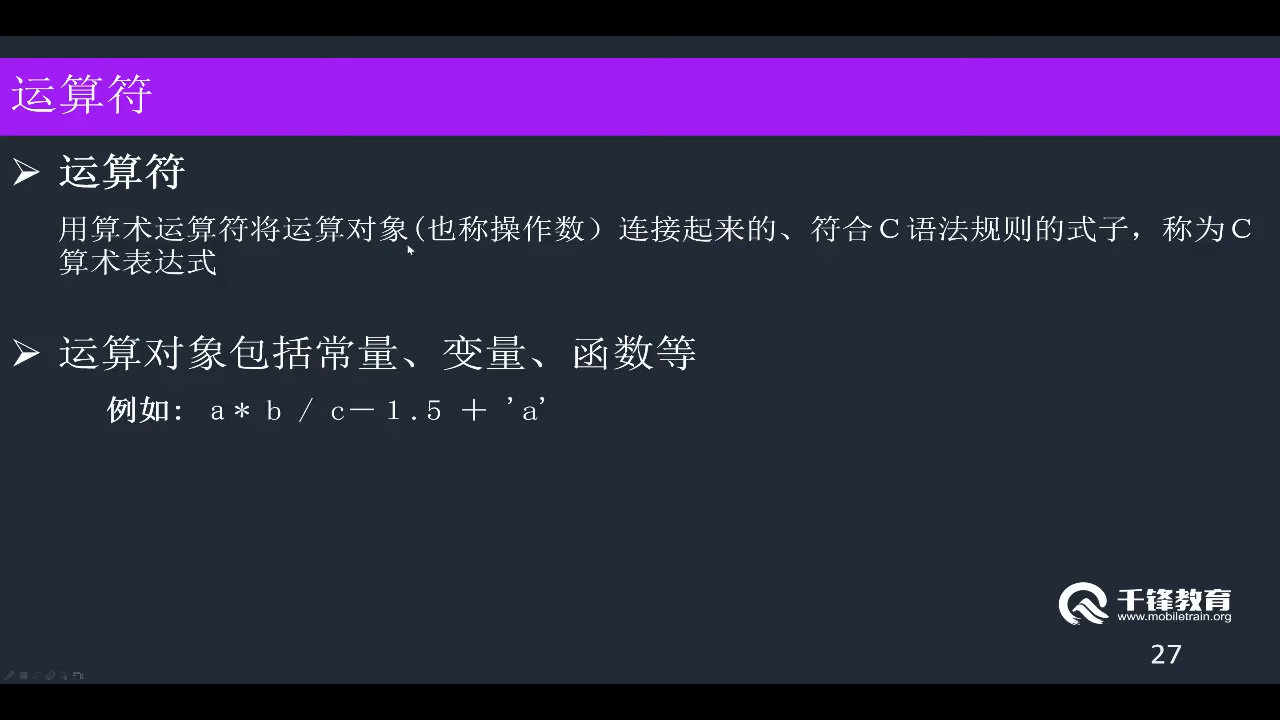 运算符
➢ 运算符
用算术运算符将运算对象(也称操作数）连接起来的、符合Ｃ语法规则的式子，称为Ｃ
算术表达式
➢ 运算对象包括常量、变量、函数等
例如: a＊ b / c－１.5 ＋ ’a’
千锋教育
www.mobiletrain.org
27